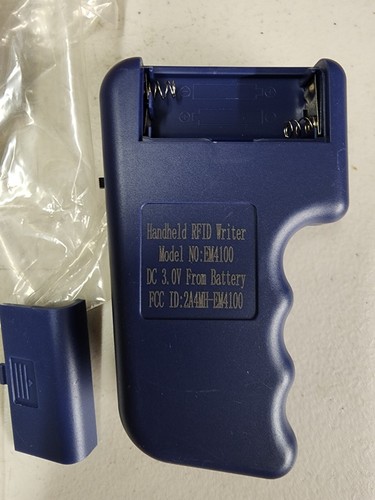 Handheld RFID Writer
Model NO:EM4100
DC 3.0V From Battery
FCC ID:2A4MH-EM4100